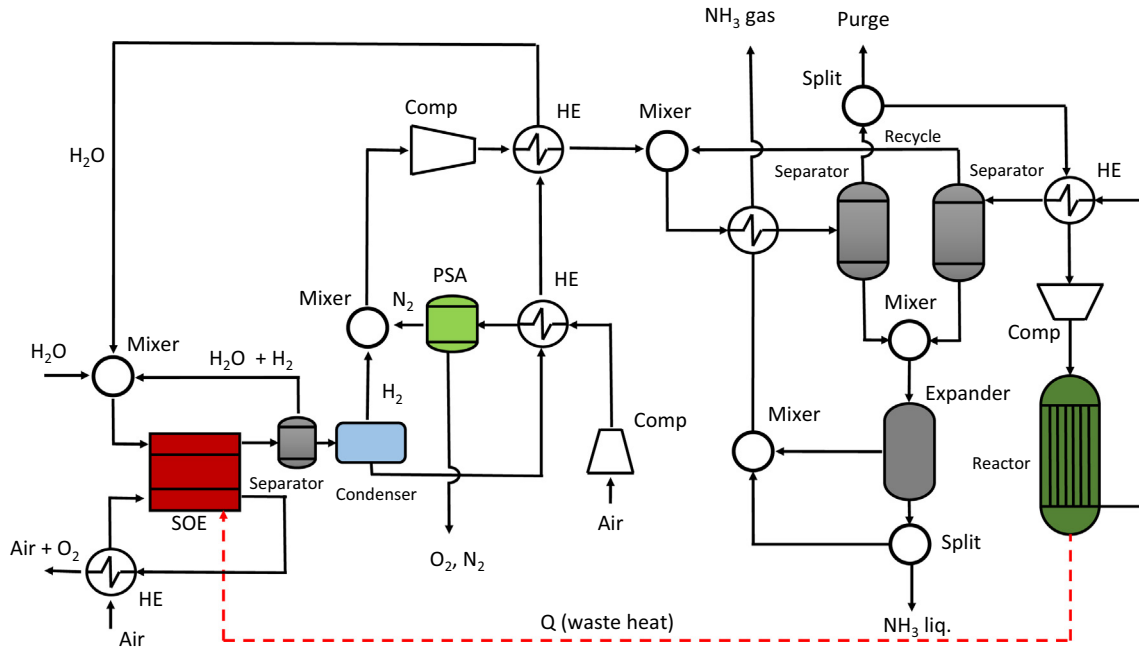 NH₃ gas
Purge
Split
Comp
HE
Mixer
Recycle
H₂O
Separator
Separator
HE
PSA
HE
Mixer
N₂
Mixer
Comp
H₂O
Mixer
H₂O + H₂
H₂
Expander
Mixer
Comp
Reactor
Separator
Condenser
SOE
Air
Air + O₂
O₂, N₂
Split
HE
Air
Q (waste heat)
NH₃ liq.